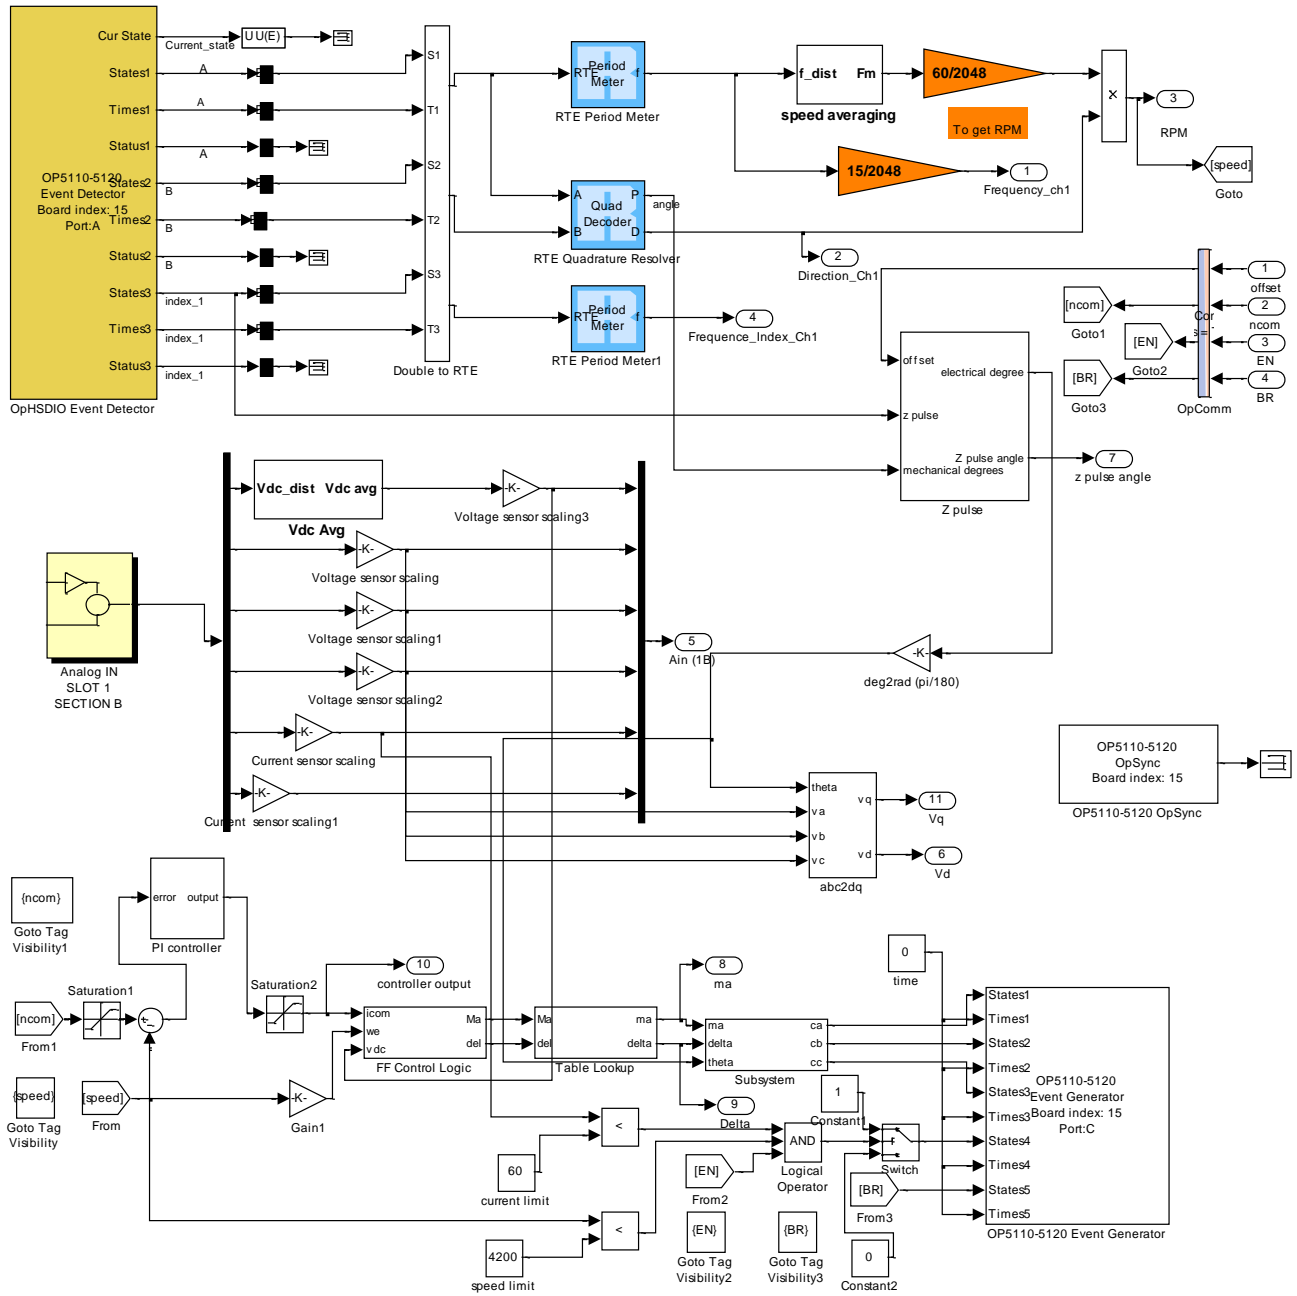 Cur State
Current_state
UU(E)
States1
A
Times1
A
Status1
A
OP5110-5120
Event Detector
Board index: 15
Port:A
States2
B
Times2
B
Status2
B
States3
index_1
Times3
index_1
Status3
index_1
OpHSDIO Event Detector
S1
T1
S2
T2
S3
T3
Double to RTE
RTE
Period
Meter
f
RTE Period Meter
A
B
Quad
Decoder
P
D
angle
RTE Quadrature Resolver
RTE
Period
Meter
f
RTE Period Meter1
f_dist Fm
speed averaging
60/2048
To get RPM
15/2048
1
Frequency_ch1
×
3
RPM
[speed]
Goto
2
Direction_Ch1
4
Frequence_Index_Ch1
1
offset
[ncom]
Goto1
2
ncom
[EN]
Goto2
3
EN
[BR]
Goto3
4
BR
OpComm
offset
electrical degree
z pulse
Z pulse angle
mechanical degrees
Z pulse
7
z pulse angle
Vdc_dist Vdc avg
Vdc Avg
-K-
Voltage sensor scaling3
-K-
Voltage sensor scaling
-K-
Voltage sensor scaling1
-K-
Voltage sensor scaling2
-K-
Current sensor scaling
-K-
Current sensor scaling1
Analog IN
SLOT 1
SECTION B
5
Ain (1B)
-K-
deg2rad (pi/180)
OP5110-5120
OpSync
Board index: 15
OP5110-5120 OpSync
theta
va
vb
vc
vq
vd
abc2dq
11
Vq
6
Vd
{ncom}
Goto Tag
Visibility1
error output
PI controller
[ncom]
From1
Saturation1
Saturation2
10
controller output
{speed}
Goto Tag
Visibility
[speed]
From
-K-
Gain1
icom
we
vdc
Ma
del
FF Control Logic
Ma
del
ma
delta
Table Lookup
8
ma
9
Delta
ma
delta
theta
ca
cb
cc
Subsystem
0
time
States1
Times1
States2
Times2
States3
Times3
States4
Times4
States5
Times5
OP5110-5120
Event Generator
Board index: 15
Port:C
OP5110-5120 Event Generator
<
60
current limit
<
4200
speed limit
[EN]
From2
{EN}
Goto Tag
Visibility2
AND
Logical
Operator
1
Constant1
Switch
[BR]
From3
{BR}
Goto Tag
Visibility3
0
Constant2